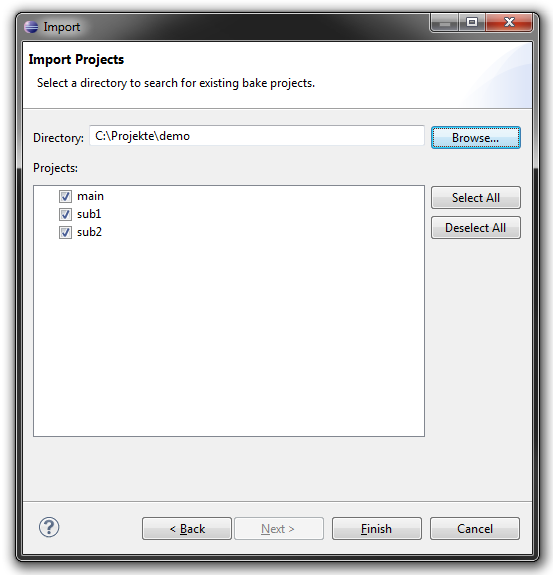 Import
Import Projects
Select a directory to search for existing bake projects.
Directory: C:\Projekte\demo Browse...
Projects:
main Select All
sub1
sub2 Deselect All
? < Back Next > Finish Cancel